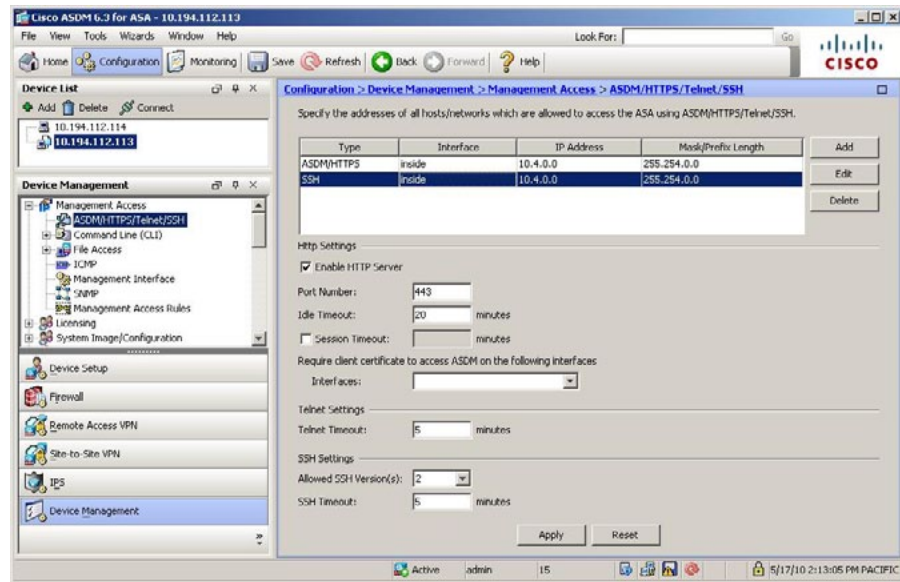 Cisco ASDM 6.3 for ASA - 10.194.112.113
File View Tools Wizards Window Help
Look For: Go
Home Configuration Monitoring Save Refresh Back Forward Help
CISCO
Device List
Add Delete Connect
10.194.112.114
10.194.112.113
Device Management
Management Access
ASDM/HTTPS/Telnet/SSH
Command Line (CLI)
File Access
ICMP
Management Interface
SNMP
Management Access Rules
Licensing
System Image/Configuration
Device Setup
Firewall
Remote Access VPN
Site-to-Site VPN
IPS
Device Management
Configuration > Device Management > Management Access > ASDM/HTTPS/Telnet/SSH
Specify the addresses of all hosts/networks which are allowed to access the ASA using ASDM/HTTPS/Telnet/SSH.
Type Interface IP Address Mask/Prefix Length
ASDM/HTTPS inside 10.4.0.0 255.254.0.0
SSH inside 10.4.0.0 255.254.0.0
Add
Edit
Delete
Http Settings
Enable HTTP Server
Port Number: 443
Idle Timeout: 20 minutes
Session Timeout: minutes
Require client certificate to access ASDM on the following interfaces
Interfaces:
Telnet Settings
Telnet Timeout: 5 minutes
SSH Settings
Allowed SSH Version(s): 2
SSH Timeout: 5 minutes
Apply Reset
Active admin 15 5/17/10 2:13:05 PM PACIFIC